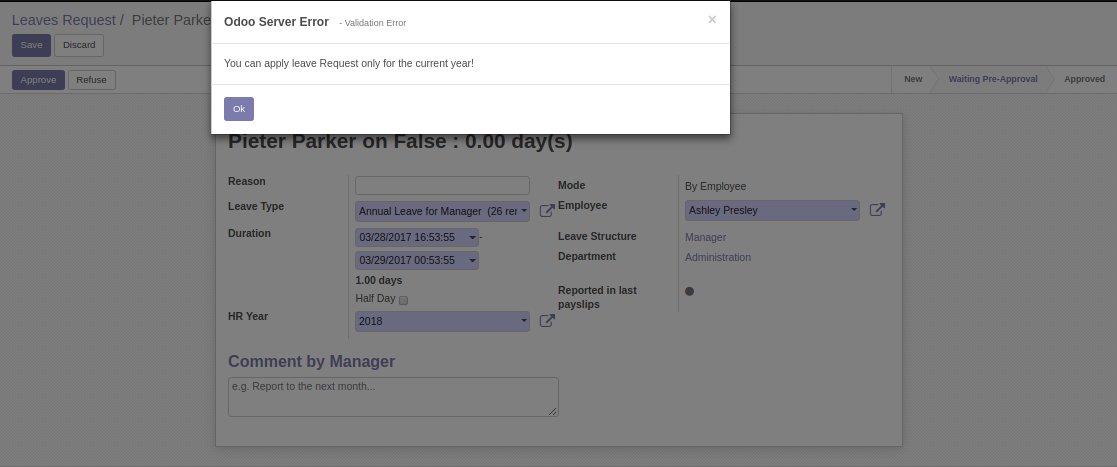 Leaves Request / Pieter Parke
Save Discard
Odoo Server Error - Validation Error ×
You can apply leave Request only for the current year!
Ok
Approve Refuse
New Waiting Pre-Approval Approved
Pieter Parker on False : 0.00 day(s)
Reason
Leave Type Annual Leave for Manager (26 rer
Duration 03/28/2017 16:53:55 -
03/29/2017 00:53:55
1.00 days
Half Day
HR Year 2018
Mode By Employee
Employee Ashley Presley
Leave Structure Manager
Department Administration
Reported in last
payslips
Comment by Manager
e.g. Report to the next month...